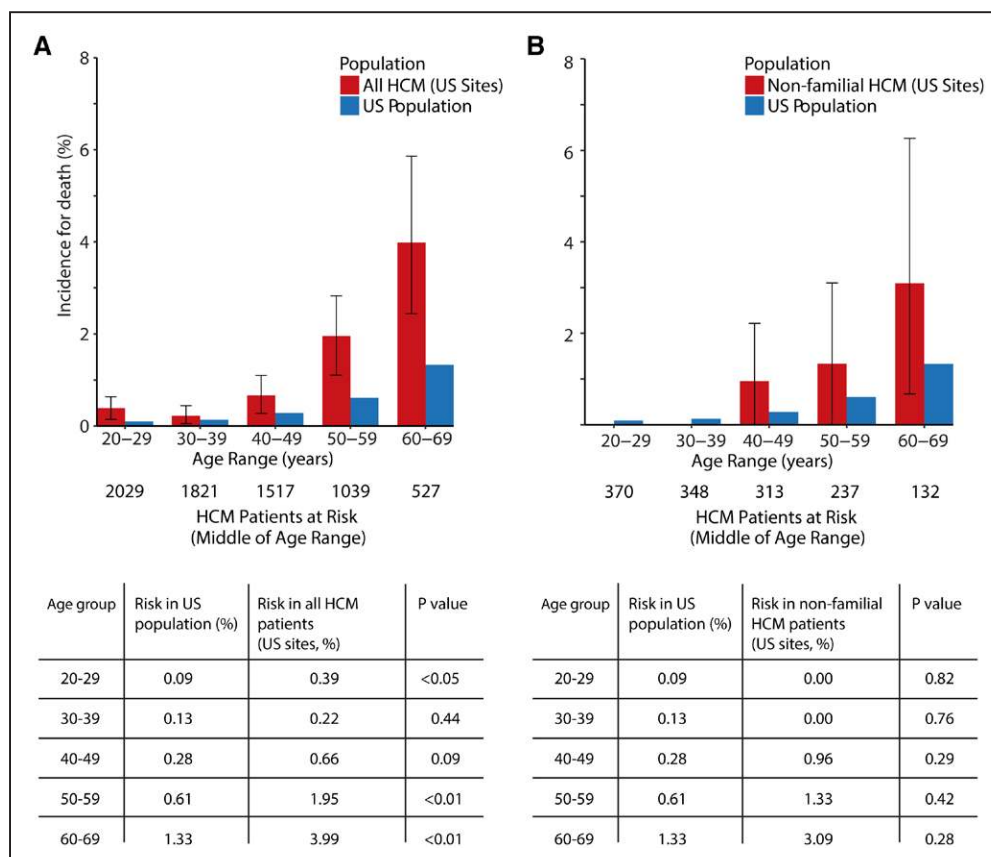 A
8
6
4
2
0
Incidence for death (%)
Population
All HCM (US Sites)
US Population
20–29 30–39 40–49 50–59 60–69
Age Range (years)
2029 1821 1517 1039 527
HCM Patients at Risk
(Middle of Age Range)
B
8
6
4
2
Population
Non-familial HCM (US Sites)
US Population
20–29 30–39 40–49 50–59 60–69
Age Range (years)
370 348 313 237 132
HCM Patients at Risk
(Middle of Age Range)
Age group Risk in US Risk in all HCM P value
population (%) patients
(US sites, %)
20-29 0.09 0.39 <0.05
30-39 0.13 0.22 0.44
40-49 0.28 0.66 0.09
50-59 0.61 1.95 <0.01
60-69 1.33 3.99 <0.01
Age group Risk in US Risk in non-familial P value
population (%) HCM patients
(US sites, %)
20-29 0.09 0.00 0.82
30-39 0.13 0.00 0.76
40-49 0.28 0.96 0.29
50-59 0.61 1.33 0.42
60-69 1.33 3.09 0.28